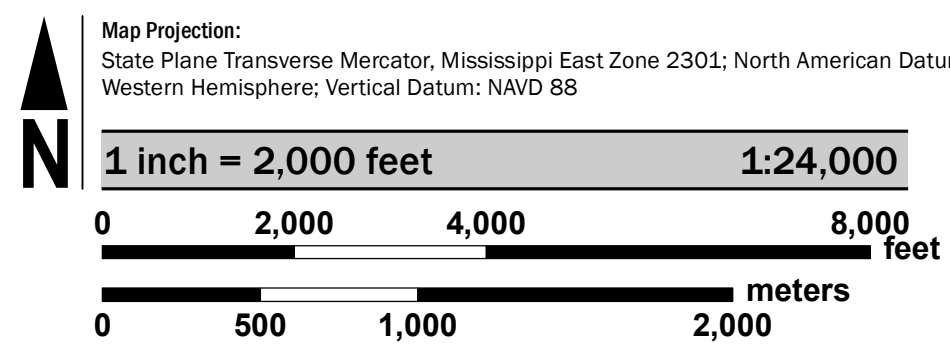 Map Projection:
State Plane Transverse Mercator, Mississippi East Zone 2301; North American
Western Hemisphere; Vertical Datum: NAVD 88
N
1 inch = 2,000 feet 1:24,000
0 2,000 4,000 8,000
feet
meters
0 500 1,000 2,000